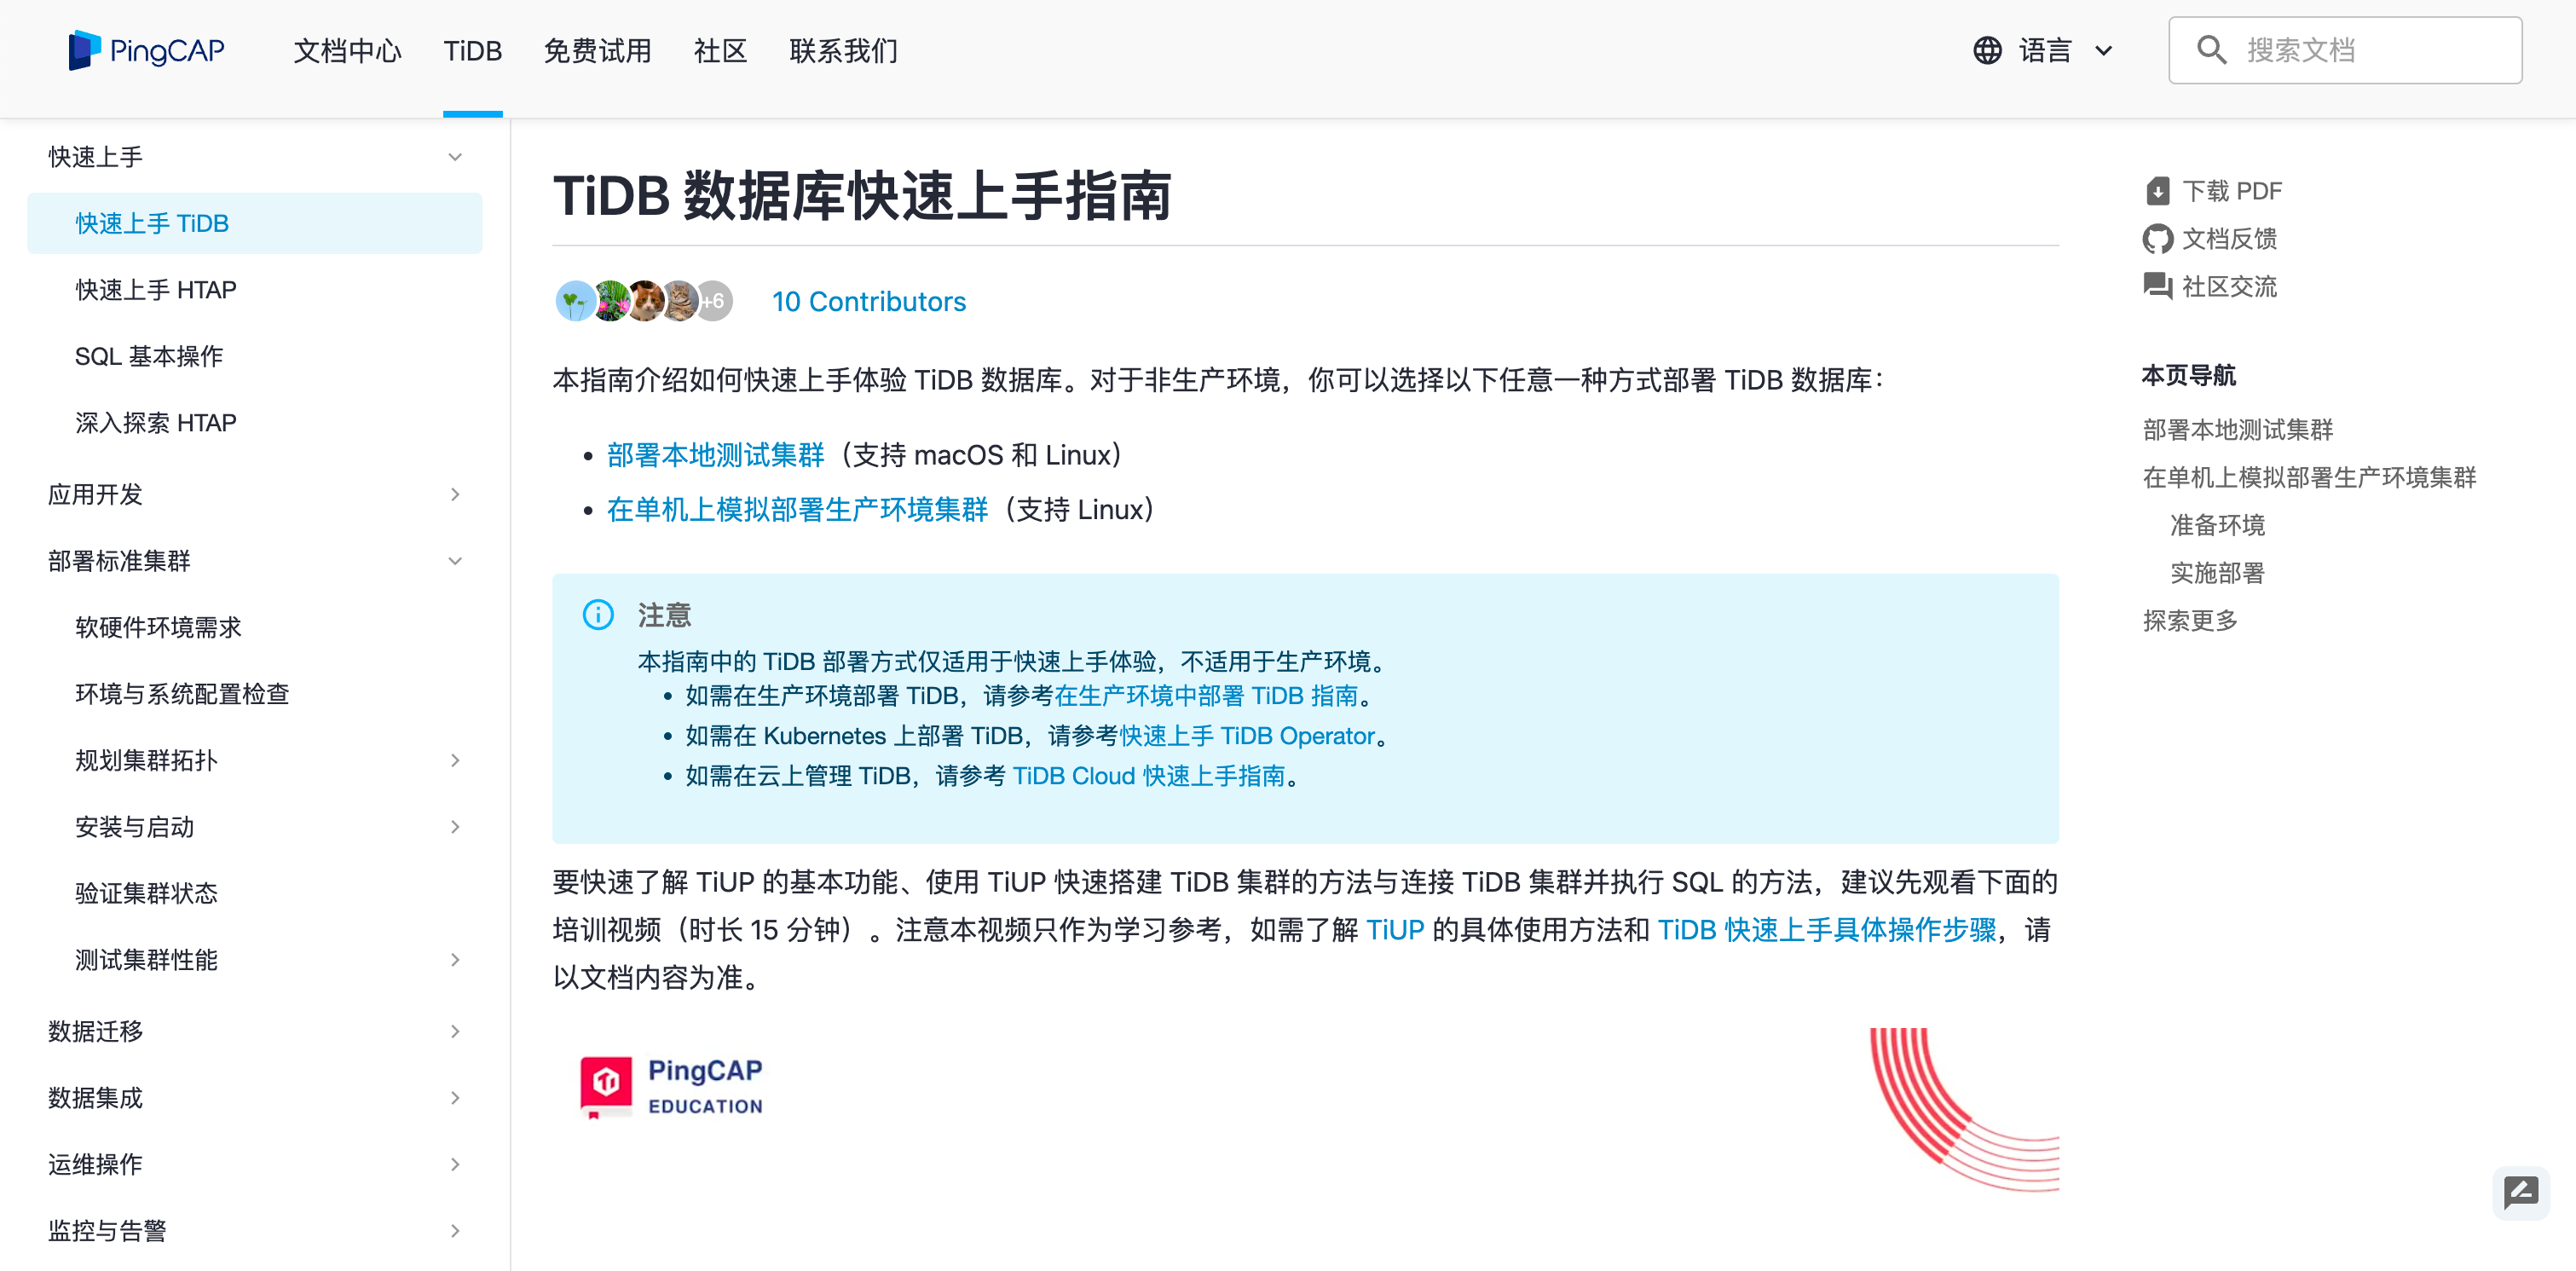 PingCAP
文档中心
TiDB
免费试用
社区
联系我们
语言
搜索文档
快速上手
快速上手 TiDB
快速上手 HTAP
SQL 基本操作
深入探索 HTAP
应用开发
部署标准集群
软硬件环境需求
环境与系统配置检查
规划集群拓扑
安装与启动
验证集群状态
测试集群性能
数据迁移
数据集成
运维操作
监控与告警
TiDB 数据库快速上手指南
+6
10 Contributors
本指南介绍如何快速上手体验 TiDB 数据库。对于非生产环境，你可以选择以下任意一种方式部署 TiDB 数据库：
• 部署本地测试集群（支持 macOS 和 Linux）
• 在单机上模拟部署生产环境集群（支持 Linux）
注意
本指南中的 TiDB 部署方式仅适用于快速上手体验，不适用于生产环境。
• 如需在生产环境部署 TiDB，请参考在生产环境中部署 TiDB 指南。
• 如需在 Kubernetes 上部署 TiDB，请参考快速上手 TiDB Operator。
• 如需在云上管理 TiDB，请参考 TiDB Cloud 快速上手指南。
要快速了解 TiUP 的基本功能、使用 TiUP 快速搭建 TiDB 集群的方法与连接 TiDB 集群并执行 SQL 的方法，建议先观看下面的
培训视频（时长 15 分钟）。注意本视频只作为学习参考，如需了解 TiUP 的具体使用方法和 TiDB 快速上手具体操作步骤，请
以文档内容为准。
PingCAP
EDUCATION
下载 PDF
文档反馈
社区交流
本页导航
部署本地测试集群
在单机上模拟部署生产环境集群
准备环境
实施部署
探索更多